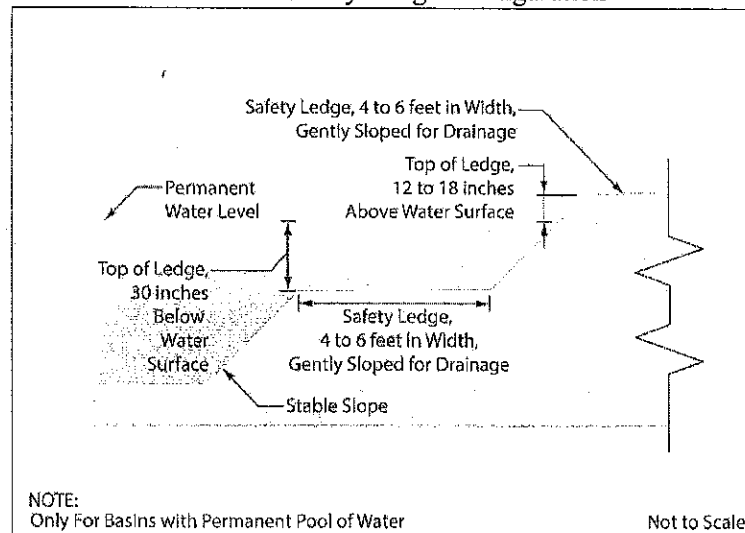 Safety Ledge, 4 to 6 feet in Width,
Gently Sloped for Drainage
Top of Ledge,
12 to 18 inches
Above Water Surface
Permanent
Water Level
Top of Ledge,
30 inches
Below
Water
Surface
Safety Ledge,
4 to 6 feet in Width,
Gently Sloped for Drainage
Stable Slope
NOTE:
Only For Basins with Permanent Pool of Water
Not to Scale